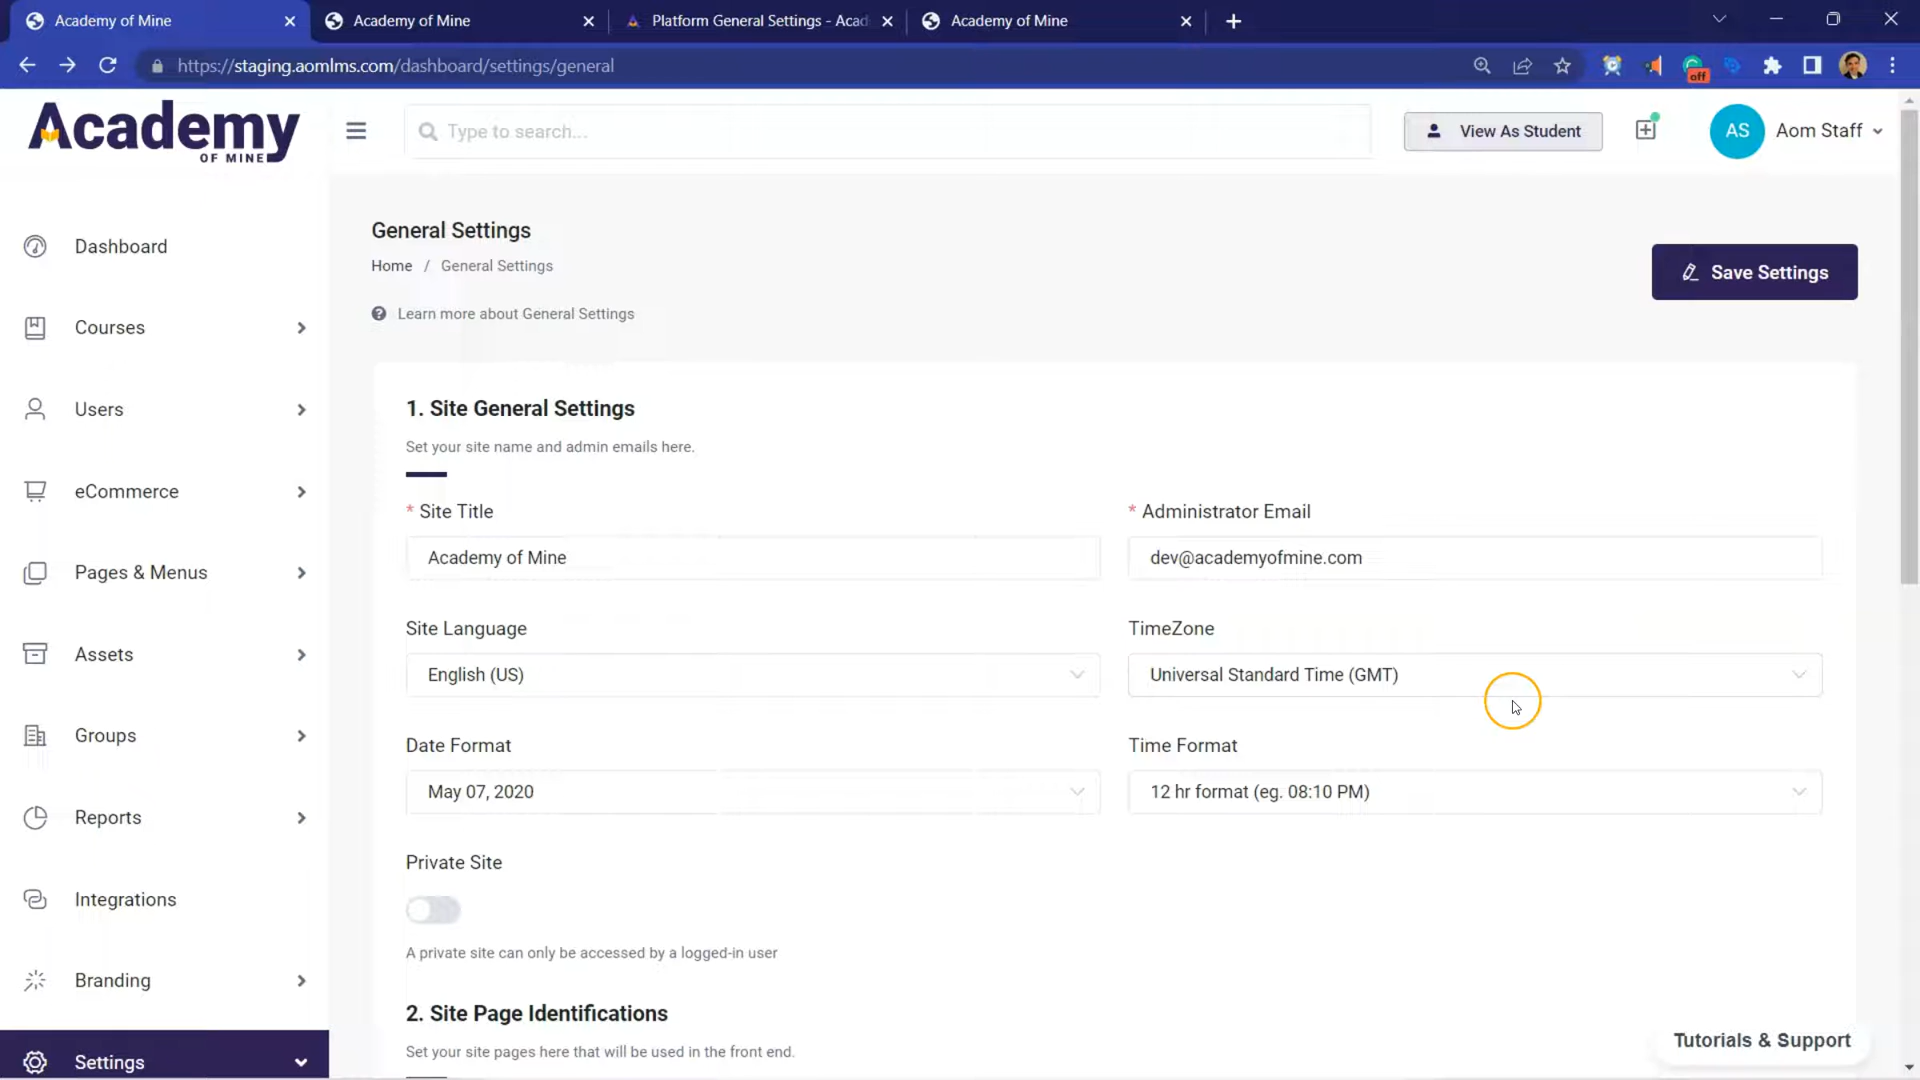 Academy of Mine
Academy of Mine
Platform General Settings - Acad
Academy of Mine
https://staging.aomlms.com/dashboard/settings/general
off
Academy
OF MINE
Type to search...
View As Student
AS
Aom Staff
Dashboard
Courses
Users
eCommerce
Pages & Menus
Assets
Groups
Reports
Integrations
Branding
Settings
General Settings
Home / General Settings
Learn more about General Settings
Save Settings
1. Site General Settings
Set your site name and admin emails here.
* Site Title
Academy of Mine
* Administrator Email
dev@academyofmine.com
Site Language
English (US)
TimeZone
Universal Standard Time (GMT)
Date Format
May 07, 2020
Time Format
12 hr format (eg. 08:10 PM)
Private Site
A private site can only be accessed by a logged-in user
2. Site Page Identifications
Set your site pages here that will be used in the front end.
Tutorials & Support